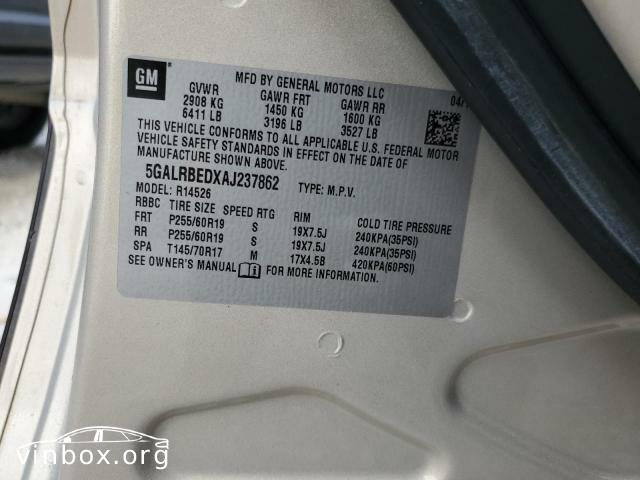 GM
MFD BY GENERAL MOTORS LLC
GVWR GAWR FRT GAWR RR 04/
2908 KG 1450 KG 1600 KG
6411 LB 3196 LB 3527 LB
THIS VEHICLE CONFORMS TO ALL APPLICABLE U.S. FEDERAL MOTOR
VEHICLE SAFETY STANDARDS IN EFFECT ON THE DATE OF
MANUFACTURE SHOWN ABOVE.
5GALRBEDXAJ237862 TYPE: M.P.V.
MODEL: R14526
RBBC TIRE SIZE SPEED RTG RIM COLD TIRE PRESSURE
FRT P255/60R19 S 19X7.5J 240KPA(35PSI)
RR P255/60R19 S 19X7.5J 240KPA(35PSI)
SPA T145/70R17 M 17X4.5B 420KPA(60PSI)
SEE OWNER'S MANUAL FOR MORE INFORMATION.
vinbox.org